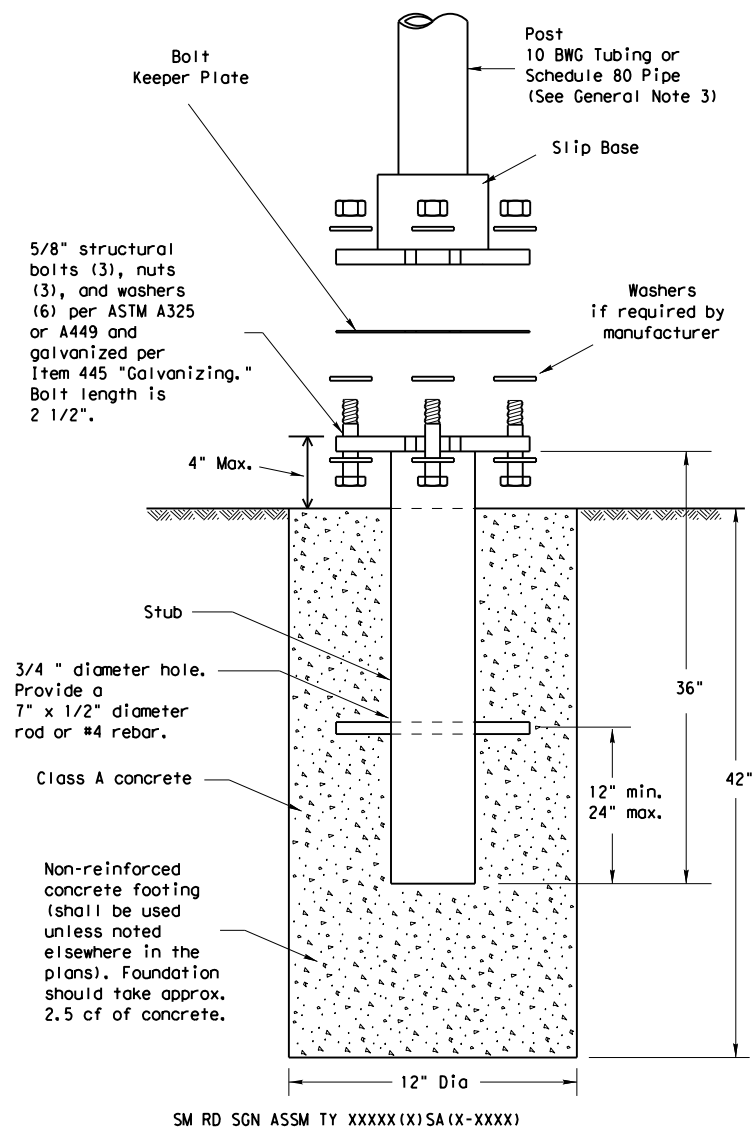 Post
10 BWG Tubing or
Schedule 80 Pipe
(See General Note 3)
Bolt
Keeper Plate
Slip Base
5/8" structural
bolts (3), nuts
(3), and washers
(6) per ASTM A325
or A449 and
galvanized per
Item 445 "Galvanizing."
Bolt length is
2 1/2".
Washers
if required by
manufacturer
4" Max.
Stub
3/4 " diameter hole.
Provide a
7" x 1/2" diameter
rod or #4 rebar.
36"
Class A concrete
12" min.
24" max.
42"
Non-reinforced
concrete footing
(shall be used
unless noted
elsewhere in the
plans). Foundation
should take approx.
2.5 cf of concrete.
12" Dia
SM RD SGN ASSM TY XXXXX(X)SA(X-XXXX)